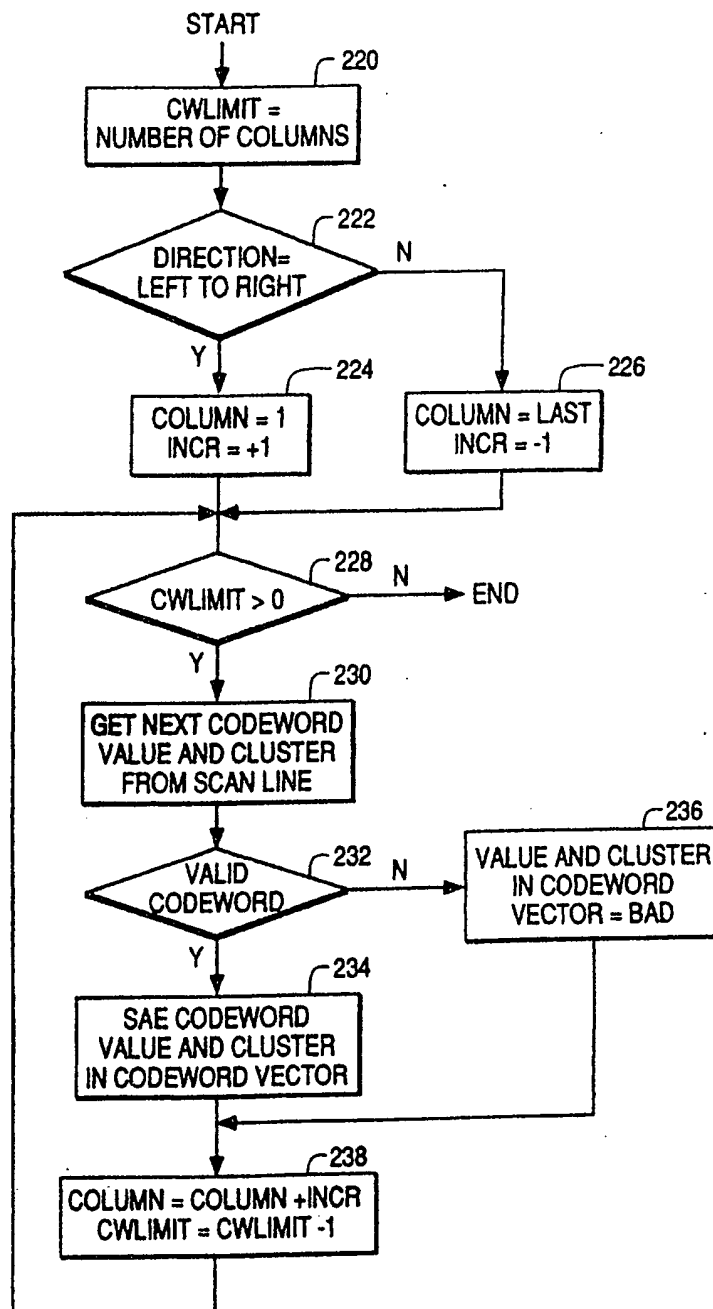 START
220
CWLIMIT =
NUMBER OF COLUMNS
222
DIRECTION=
LEFT TO RIGHT
N
Y
224
COLUMN = 1
INCR = +1
226
COLUMN = LAST
INCR = -1
228
CWLIMIT > 0
N
END
Y
230
GET NEXT CODEWORD
VALUE AND CLUSTER
FROM SCAN LINE
232
VALID
CODEWORD
N
236
VALUE AND CLUSTER
IN CODEWORD
VECTOR = BAD
Y
234
SAE CODEWORD
VALUE AND CLUSTER
IN CODEWORD VECTOR
238
COLUMN = COLUMN +INCR
CWLIMIT = CWLIMIT -1